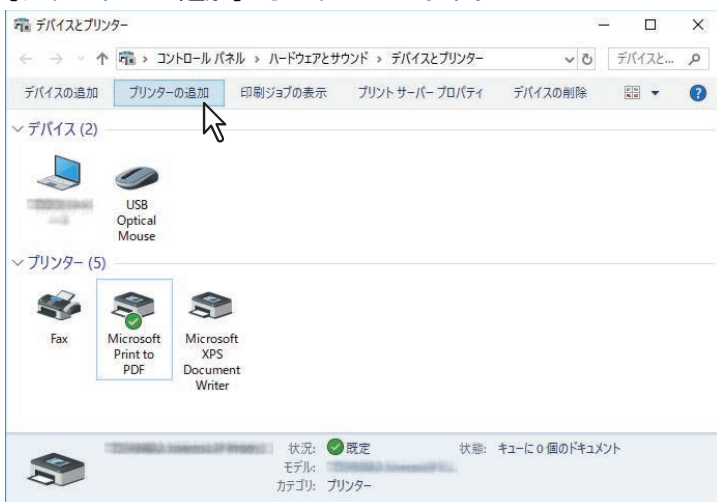 デバイスとプリンター
コントロール パネル › ハードウェアとサウンド › デバイスとプリンター
デバイスと...
デバイスの追加 プリンターの追加 印刷ジョブの表示 プリント サーバー プロパティ デバイスの削除
デバイス (2)
USB
Optical
Mouse
プリンター (5)
Fax
Microsoft
Print to
PDF
Microsoft
XPS
Document
Writer
状況: 既定 状態: キューに 0 個のドキュメント
モデル:
カテゴリ: プリンター